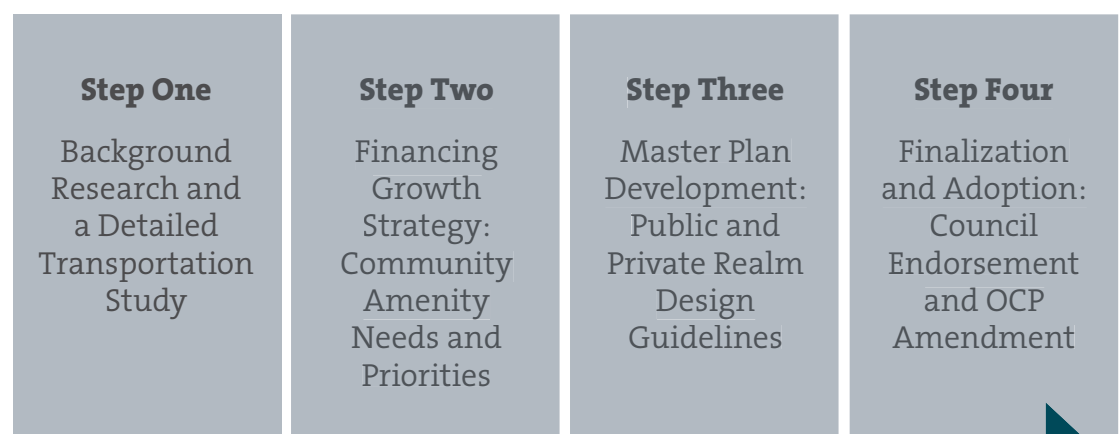 Step One
Background
Research and
a Detailed
Transportation
Study
Step Two
Financing
Growth
Strategy:
Community
Amenity
Needs and
Priorities
Step Three
Master Plan
Development:
Public and
Private Realm
Design
Guidelines
Step Four
Finalization
and Adoption:
Council
Endorsement
and OCP
Amendment